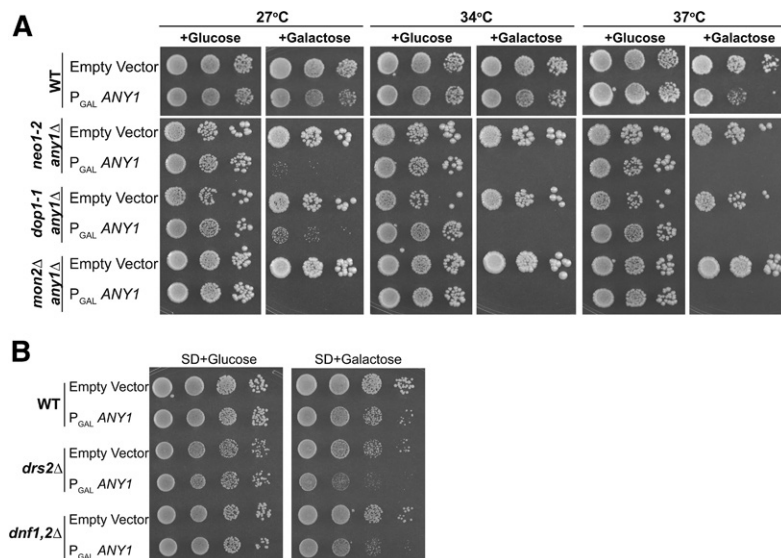 A
27°C
34°C
37°C
+Glucose
+Galactose
+Glucose
+Galactose
+Glucose
+Galactose
WT
Empty Vector
PGAL ANY1
neo1-2
any1Δ
Empty Vector
PGAL ANY1
dop1-1
any1Δ
Empty Vector
PGAL ANY1
mon2Δ
any1Δ
Empty Vector
PGAL ANY1
B
SD+Glucose
SD+Galactose
WT
Empty Vector
PGAL ANY1
drs2Δ
Empty Vector
PGAL ANY1
dnf1,2Δ
Empty Vector
PGAL ANY1